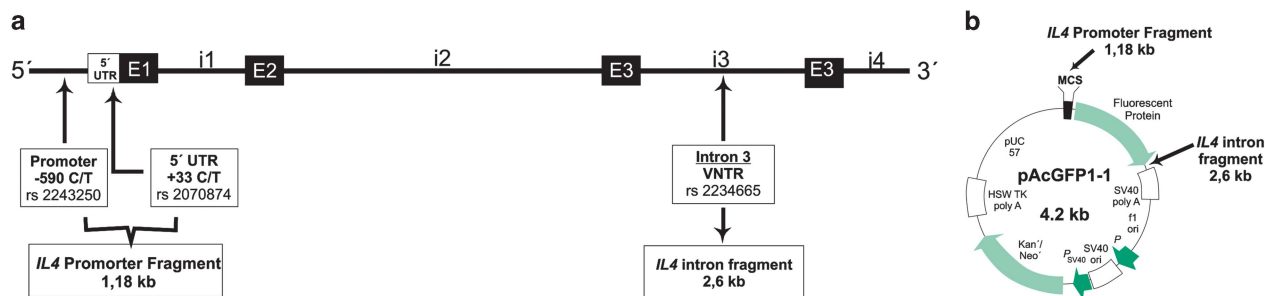 a
5´
5´
UTR
E1
i1
E2
i2
E3
i3
E3
i4
3´
Promoter
-590 C/T
rs 2243250
5´ UTR
+33 C/T
rs 2070874
Intron 3
VNTR
rs 2234665
IL4 Promorter Fragment
1,18 kb
IL4 intron fragment
2,6 kb
b
IL4 Promoter Fragment
1,18 kb
MCS
Fluorescent
Protein
IL4 intron
fragment
2,6 kb
pUC
57
pAcGFP1-1
4.2 kb
SV40
poly A
f1
ori
P
SV40
ori
PSV40
Kan´/
Neo´
HSW TK
poly A